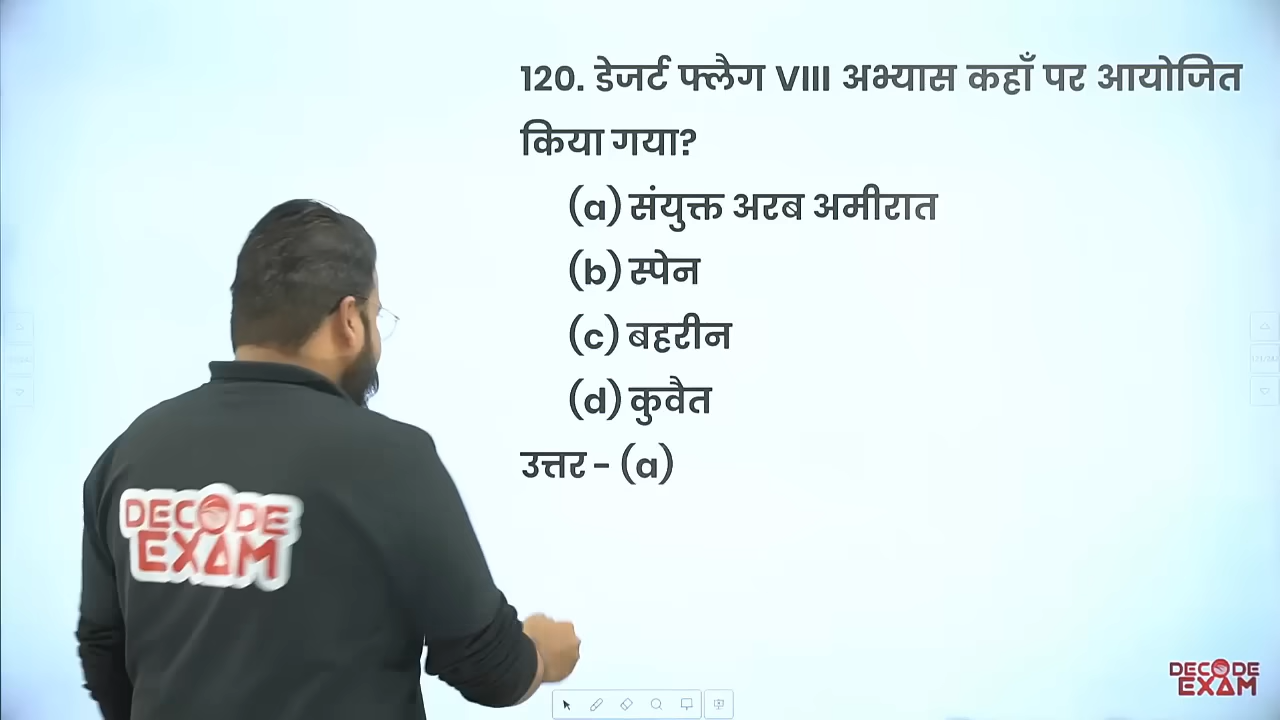 120. डेजर्ट फ्लैग VIII अभ्यास कहाँ पर आयोजित
किया गया?
(a) संयुक्त अरब अमीरात
(b) स्पेन
(c) बहरीन
(d) कुवैत
उत्तर - (a)
DECODE
EXAM
DECODE
EXAM